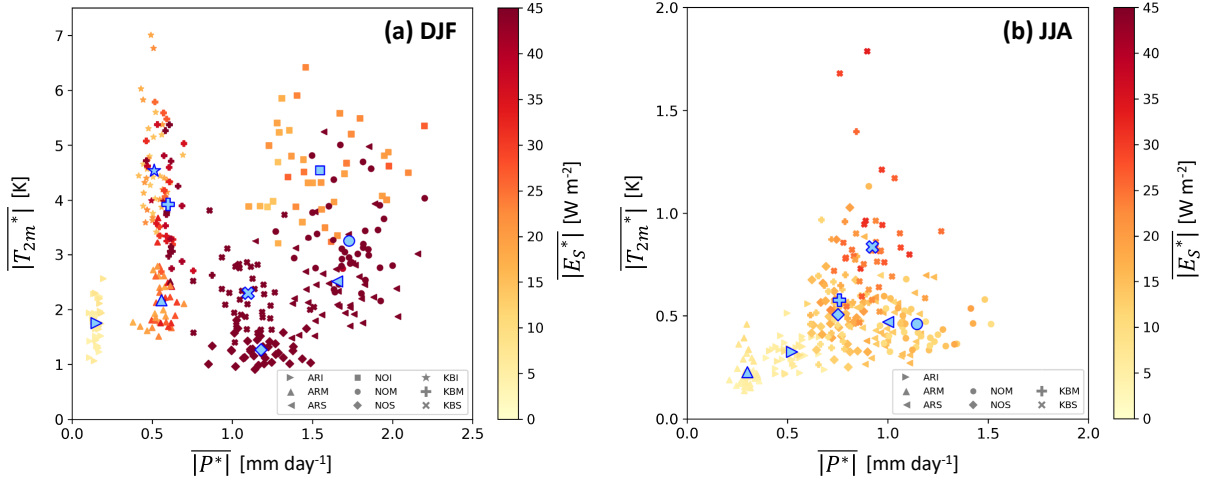 (a) DJF
7
6
5
4
3
2
1
0
0.0 0.5 1.0 1.5 2.0 2.5
|T2m*| [K]
|P*| [mm day-1]
ARI NOI KBI
ARM NOM KBM
ARS NOS KBS
45
40
35
30
25
20
15
10
5
0
|ES*| [W m-2]
(b) JJA
2.0
1.5
1.0
0.5
0.0
0.0 0.5 1.0 1.5 2.0
|T2m*| [K]
|P*| [mm day-1]
ARI
ARM NOM KBM
ARS NOS KBS
45
40
35
30
25
20
15
10
5
0
|ES*| [W m-2]